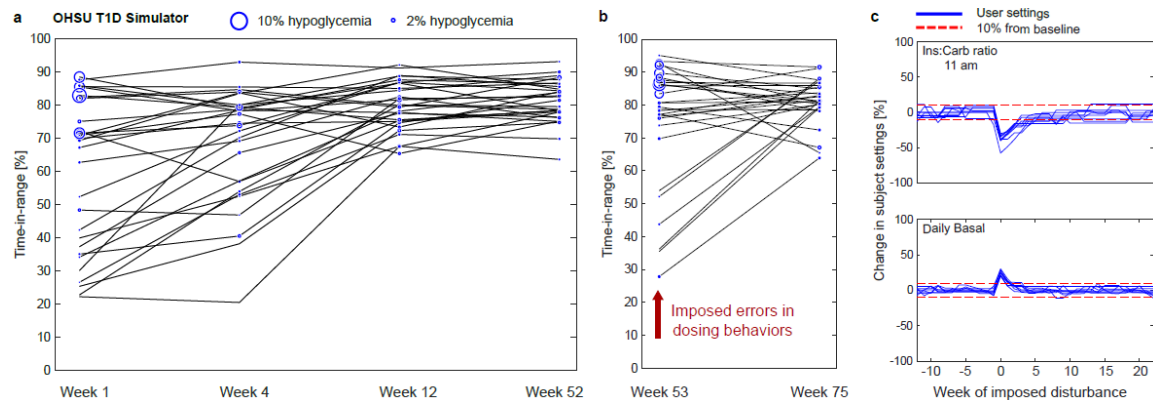 a OHSU T1D Simulator 10% hypoglycemia 2% hypoglycemia
Time-in-range [%]
100
90
80
70
60
50
40
30
20
10
0
Week 1 Week 4 Week 12 Week 52
b
Time-in-range [%]
100
90
80
70
60
50
40
30
20
10
0
Imposed errors in
dosing behaviors
Week 53 Week 75
c User settings
10% from baseline
Change in subject settings [%]
100
50
0
-50
-100
Ins:Carb ratio
11 am
100
50
0
-50
-100
Daily Basal
-10 -5 0 5 10 15 20
Week of imposed disturbance